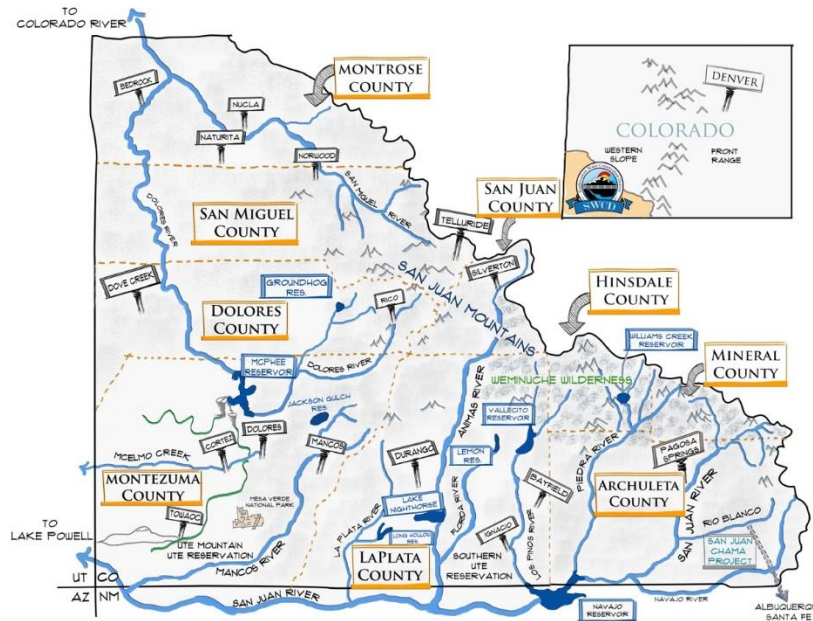 TO
COLORADO RIVER
BEDROCK
NUCLA
NATURITA
MONTROSE
COUNTY
NORWOOD
SAN MIGUEL
RIVER
DOLORES RIVER
SAN MIGUEL
COUNTY
SAN JUAN
COUNTY
TELLURIDE
SILVERTON
DENVER
COLORADO
WESTERN
SLOPE
FRONT
RANGE
SWCD
DOVE CREEK
GROUNDHOG
RES.
RICO
SAN JUAN MOUNTAINS
DOLORES
COUNTY
HINSDALE
COUNTY
WILLIAMS CREEK
RESERVOIR
MINERAL
COUNTY
MCPHEE
RESERVOIR
DOLORES RIVER
WEMINUCHE WILDERNESS
JACKSON GULCH
RES
VALLECITO
RESERVOIR
ANIMAS RIVER
CORTEZ
DOLORES
MANCOS
DURANGO
LEMON
RES.
PIEDRA RIVER
PAGOSA
SPRINGS
MCELMO CREEK
MONTEZUMA
COUNTY
BAYFIELD
ARCHULETA
COUNTY
MESA VERDE
NATIONAL PARK
LAKE
NIGHTHORSE
FLORIDA RIVER
SAN JUAN RIVER
TOWAOC
LA PLATA RIVER
LONG HOLLOW
RES
IGNACIO
LOS PINOS RIVER
RIO BLANCO
TO
LAKE POWELL
UTE MOUNTAIN
UTE RESERVATION
MANCOS RIVER
LAPLATA
COUNTY
SOUTHERN
UTE
RESERVATION
SAN JUAN
CHAMA
PROJECT
UT CO
AZ NM
SAN JUAN RIVER
NAVAJO
RESERVOIR
NAVAJO RIVER
ALBUQUERQUE
SANTA FE